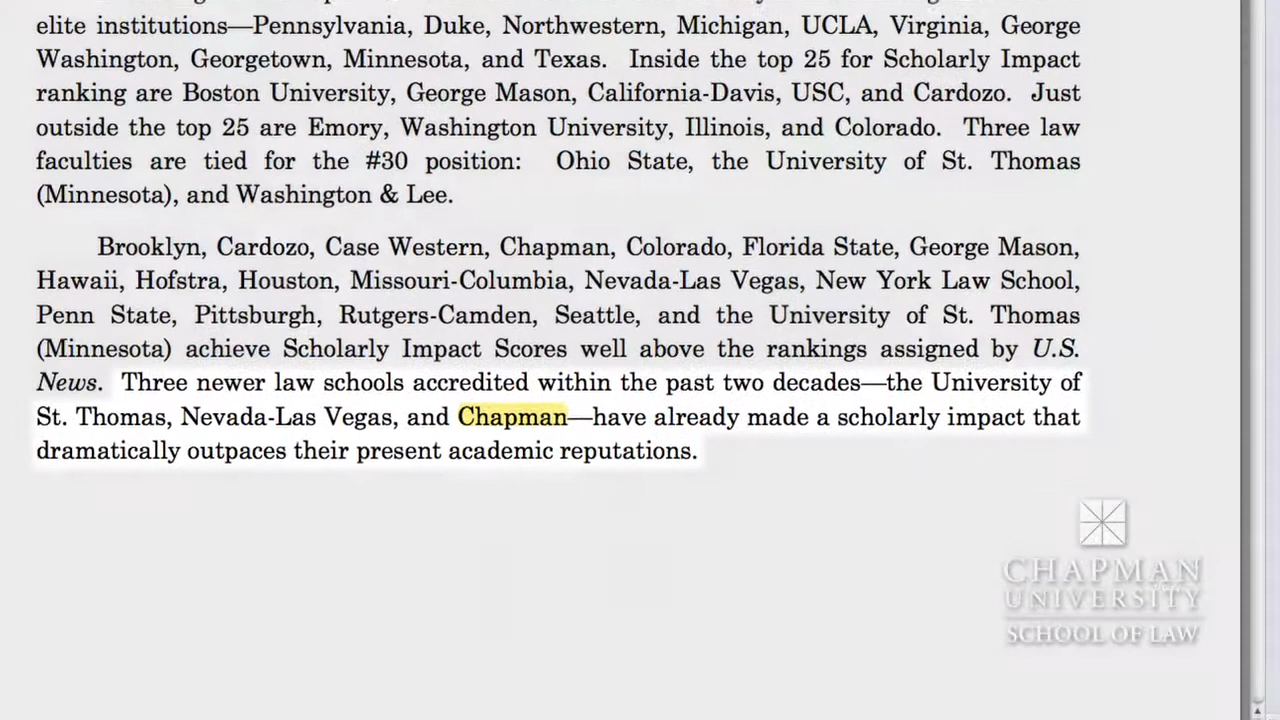 elite institutions—Pennsylvania, Duke, Northwestern, Michigan, UCLA, Virginia, George
Washington, Georgetown, Minnesota, and Texas. Inside the top 25 for Scholarly Impact
ranking are Boston University, George Mason, California-Davis, USC, and Cardozo. Just
outside the top 25 are Emory, Washington University, Illinois, and Colorado. Three law
faculties are tied for the #30 position: Ohio State, the University of St. Thomas
(Minnesota), and Washington & Lee.
Brooklyn, Cardozo, Case Western, Chapman, Colorado, Florida State, George Mason,
Hawaii, Hofstra, Houston, Missouri-Columbia, Nevada-Las Vegas, New York Law School,
Penn State, Pittsburgh, Rutgers-Camden, Seattle, and the University of St. Thomas
(Minnesota) achieve Scholarly Impact Scores well above the rankings assigned by U.S.
News. Three newer law schools accredited within the past two decades—the University of
St. Thomas, Nevada-Las Vegas, and Chapman—have already made a scholarly impact that
dramatically outpaces their present academic reputations.
CHAPMAN
UNIVERSITY
SCHOOL OF LAW